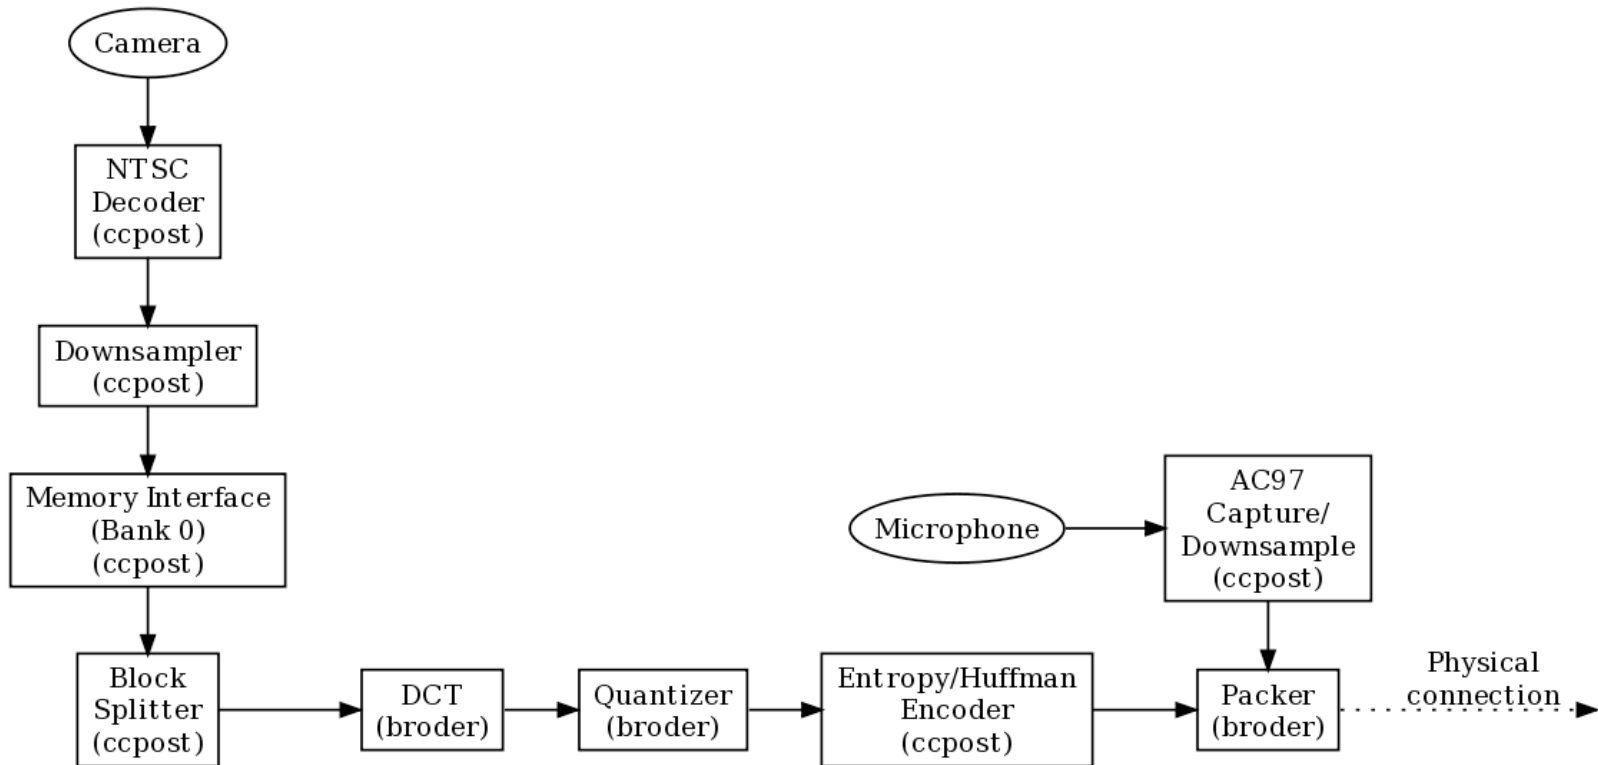 Camera
NTSC
Decoder
(ccpost)
Downsampler
(ccpost)
Memory Interface
(Bank 0)
(ccpost)
Block
Splitter
(ccpost)
DCT
(broder)
Quantizer
(broder)
Entropy/Huffman
Encoder
(ccpost)
Microphone
AC97
Capture/
Downsample
(ccpost)
Packer
(broder)
Physical
connection